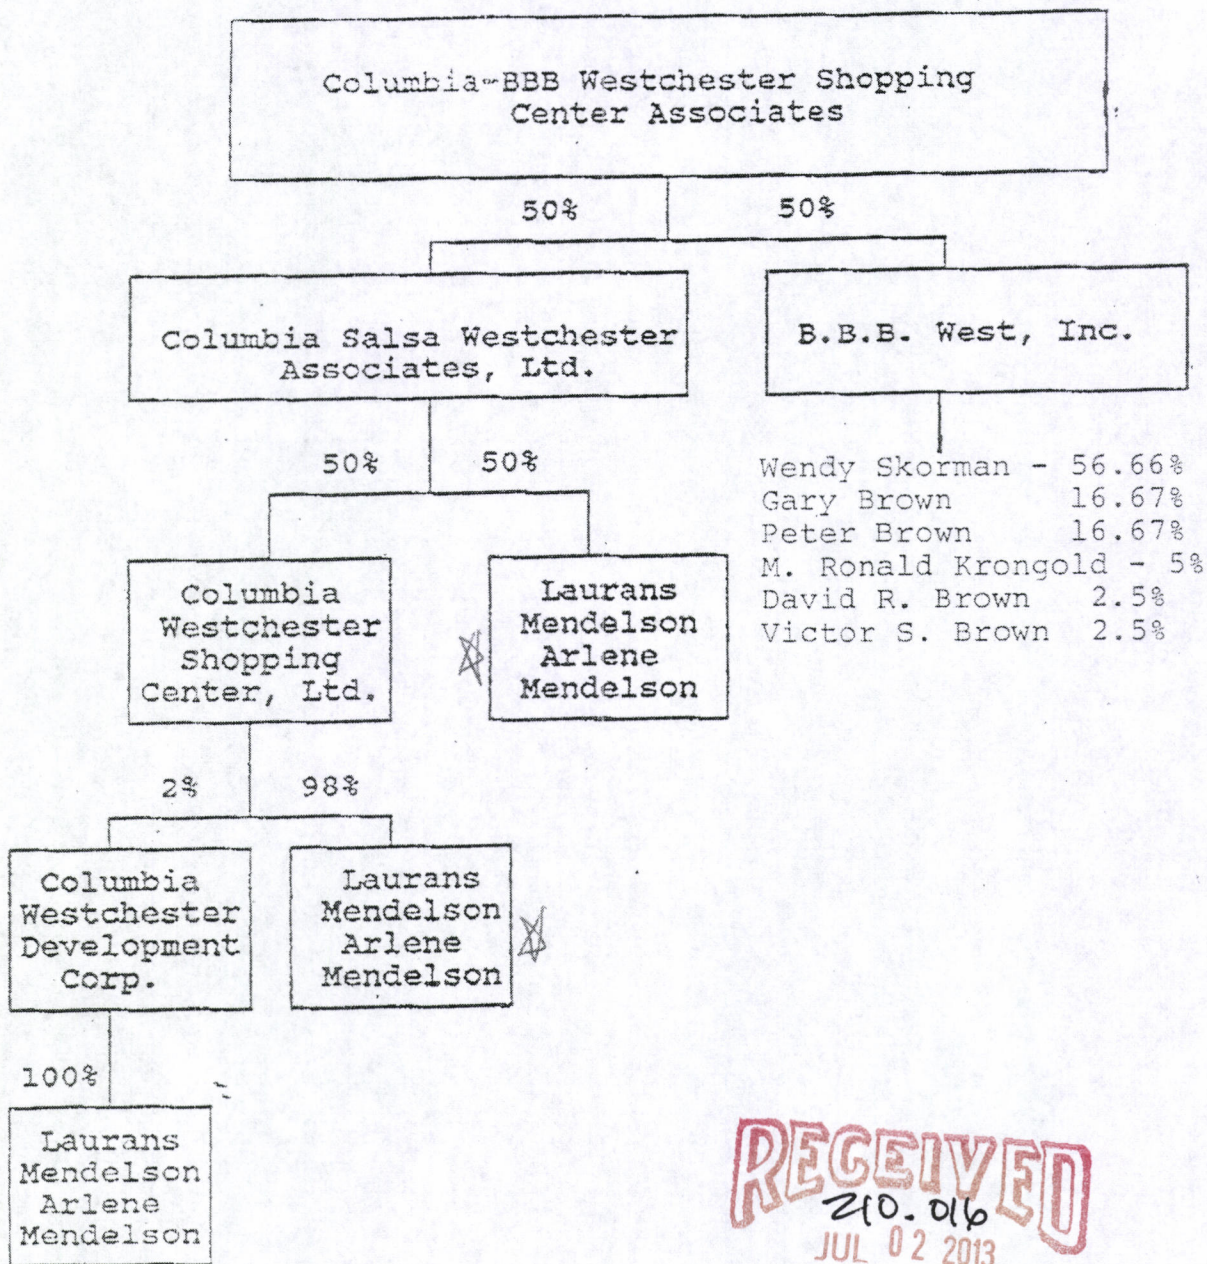 Columbia-BBB Westchester Shopping
Center Associates
50% 50%
Columbia Salsa Westchester
Associates, Ltd.
B.B.B. West, Inc.
50% 50%
Wendy Skorman - 56.66%
Gary Brown 16.67%
Peter Brown 16.67%
M. Ronald Krongold - 5%
David R. Brown 2.5%
Victor S. Brown 2.5%
Columbia
Westchester
Shopping
Center, Ltd.
Laurans
Mendelson
Arlene
Mendelson
2% 98%
Columbia
Westchester
Development
Corp.
Laurans
Mendelson
Arlene
Mendelson
100%
Laurans
Mendelson
Arlene
Mendelson
RECEIVED
210.016
JUL 02 2013